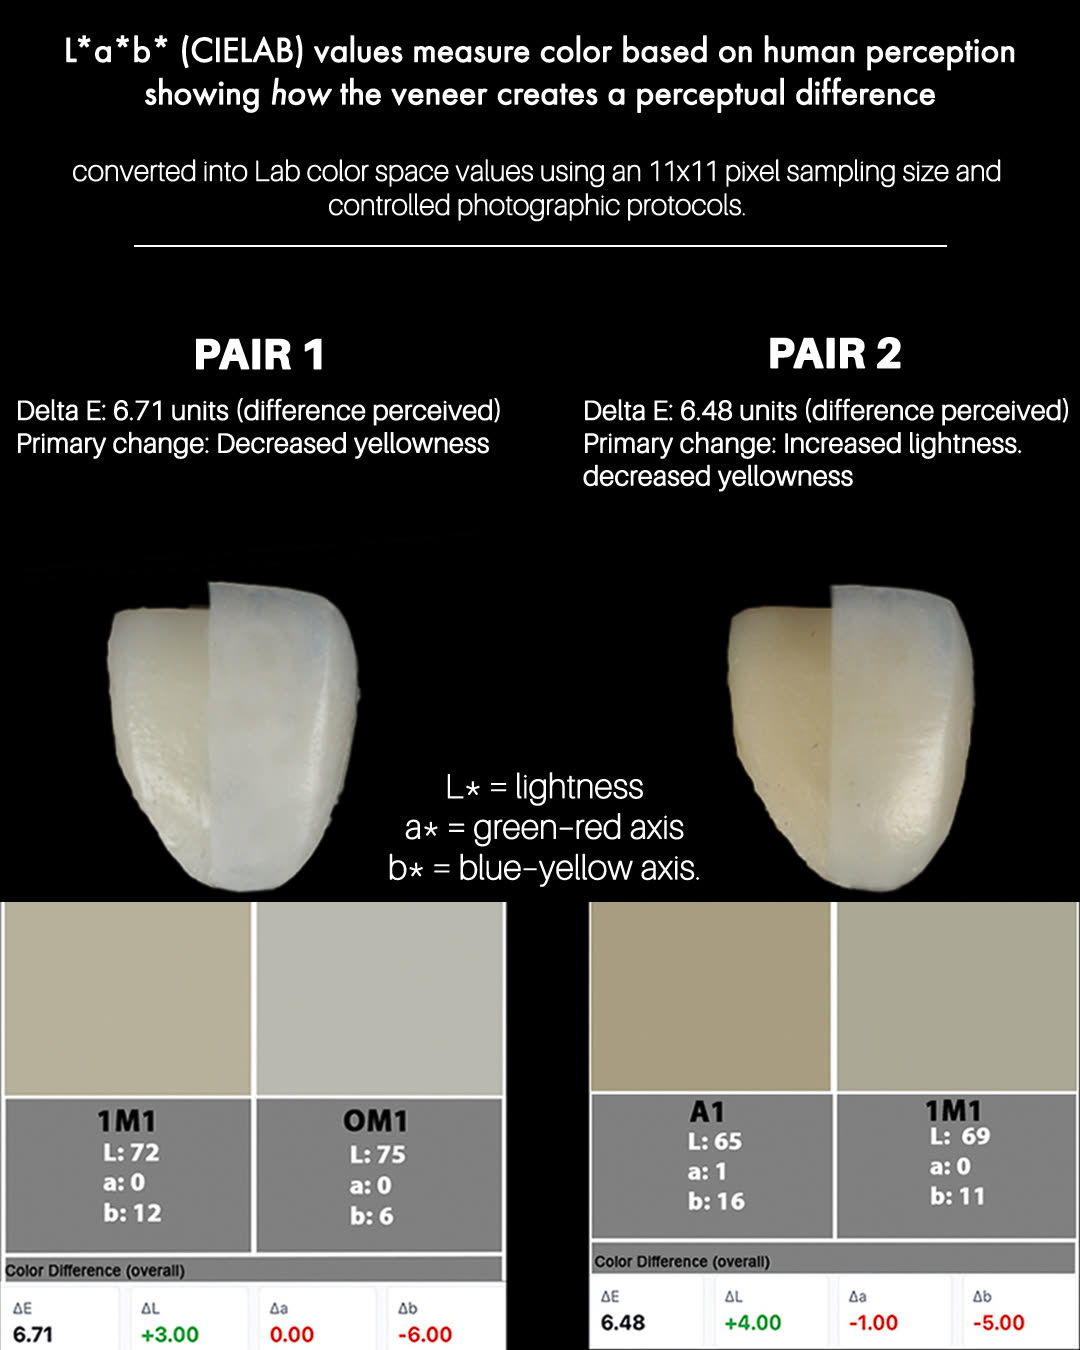 L*a*b* (CIELAB) values measure color based on human perception
showing how the veneer creates a perceptual difference
converted into Lab color space values using an 11x11 pixel sampling size and
controlled photographic protocols.
PAIR 1
Delta E: 6.71 units (difference perceived)
Primary change: Decreased yellowness
PAIR 2
Delta E: 6.48 units (difference perceived)
Primary change: Increased lightness.
decreased yellowness
L* = lightness
a* = green-red axis
b* = blue-yellow axis.
1M1
L: 72
a: 0
b: 12
OM1
L: 75
a: 0
b: 6
Color Difference (overall)
ΔE
6.71
ΔL
+3.00
Δa
0.00
Δb
-6.00
A1
L: 65
a: 1
b: 16
1M1
L: 69
a: 0
b: 11
Color Difference (overall)
ΔE
6.48
ΔL
+4.00
Δa
-1.00
Δb
-5.00